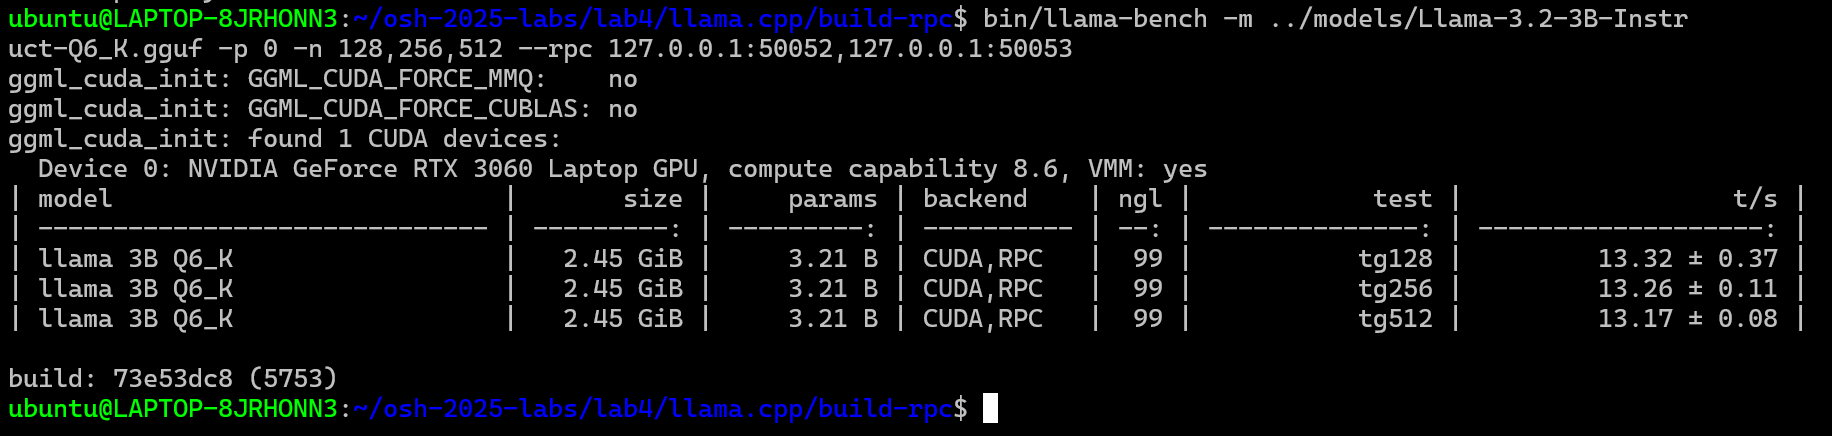 ubuntu@LAPTOP-8JRHONN3:~/osh-2025-labs/lab4/llama.cpp/build-rpc$ bin/llama-bench -m ../models/Llama-3.2-3B-Instr
uct-Q6_K.gguf -p 0 -n 128,256,512 --rpc 127.0.0.1:50052,127.0.0.1:50053
ggml_cuda_init: GGML_CUDA_FORCE_MMQ:    no
ggml_cuda_init: GGML_CUDA_FORCE_CUBLAS: no
ggml_cuda_init: found 1 CUDA devices:
  Device 0: NVIDIA GeForce RTX 3060 Laptop GPU, compute capability 8.6, VMM: yes
| model                          |       size |     params | backend    | ngl |            test |                  t/s |
| ------------------------------ | ---------: | ---------: | ---------- | --: | --------------: | -------------------: |
| llama 3B Q6_K                  |   2.45 GiB |     3.21 B | CUDA,RPC   |  99 |           tg128 |         13.32 ± 0.37 |
| llama 3B Q6_K                  |   2.45 GiB |     3.21 B | CUDA,RPC   |  99 |           tg256 |         13.26 ± 0.11 |
| llama 3B Q6_K                  |   2.45 GiB |     3.21 B | CUDA,RPC   |  99 |           tg512 |         13.17 ± 0.08 |
build: 73e53dc8 (5753)
ubuntu@LAPTOP-8JRHONN3:~/osh-2025-labs/lab4/llama.cpp/build-rpc$